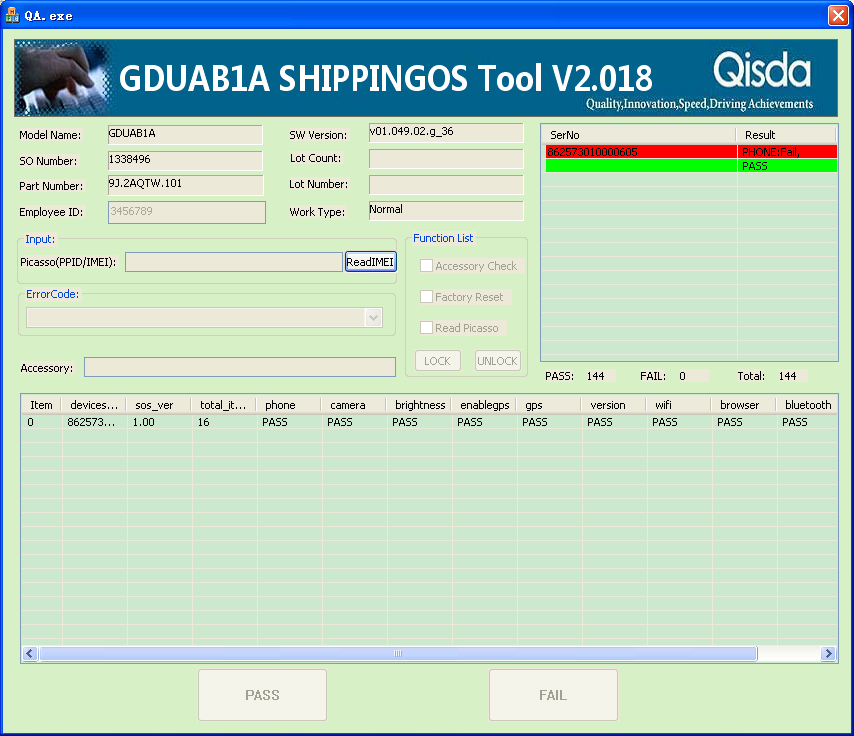 QA.exe
GDUAB1A SHIPPINGOS Tool V2.018
Qisda
Quality,Innovation,Speed,Driving Achievements
Model Name: GDUAB1A
SW Version: v01.049.02.g_36
SO Number: 1338496
Lot Count:
Part Number: 9J.2AQTW.101
Lot Number:
Employee ID: 3456789
Work Type: Normal
SerNo Result
862573010000605 PHONE:Fail,
PASS
Input:
Picasso(PPID/IMEI): ReadIMEI
ErrorCode:
Accessory:
Function List
Accessory Check
Factory Reset
Read Picasso
LOCK UNLOCK
PASS: 144 FAIL: 0 Total: 144
Item devices... sos_ver total_it... phone camera brightness enablegps gps version wifi browser bluetooth
0 862573... 1.00 16 PASS PASS PASS PASS PASS PASS PASS PASS PASS
PASS FAIL